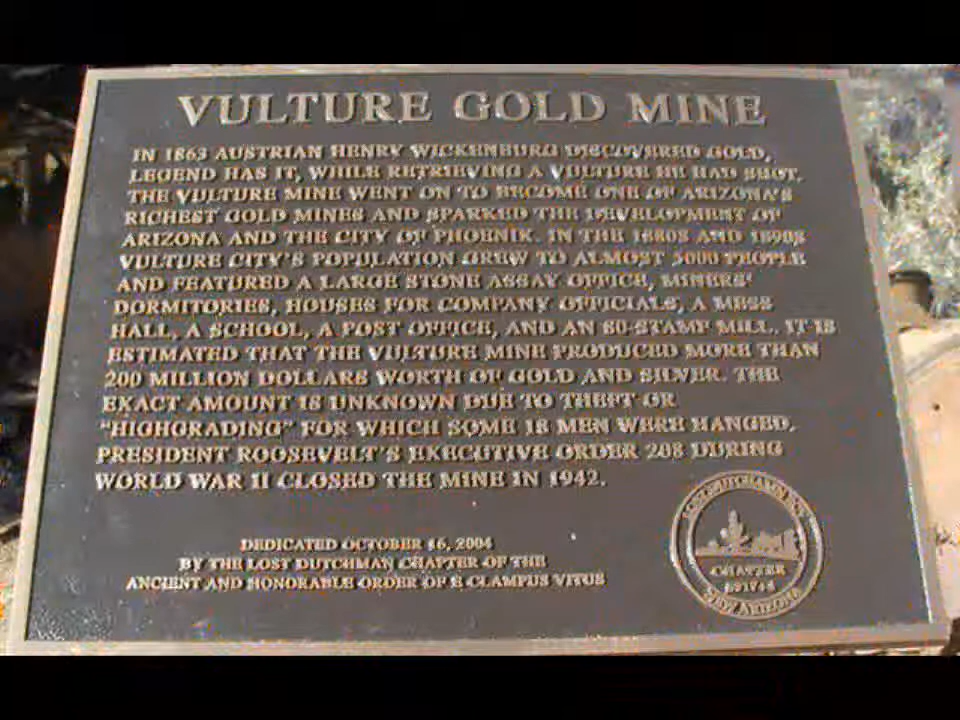 VULTURE GOLD MINE
IN 1863 AUSTRIAN HENRY WICKENBURG DISCOVERED GOLD,
LEGEND HAS IT, WHILE RETRIEVING A VULTURE HE HAD SHOT.
THE VULTURE MINE WENT ON TO BECOME ONE OF ARIZONA'S
RICHEST GOLD MINES AND SPARKED THE DEVELOPMENT OF
ARIZONA AND THE CITY OF PHOENIX. IN THE 1880S AND 1890S
VULTURE CITY'S POPULATION GREW TO ALMOST 5000 PEOPLE
AND FEATURED A LARGE STONE ASSAY OFFICE, MINERS'
DORMITORIES, HOUSES FOR COMPANY OFFICIALS, A MESS
HALL, A SCHOOL, A POST OFFICE, AND AN 80-STAMP MILL. IT IS
ESTIMATED THAT THE VULTURE MINE PRODUCED MORE THAN
200 MILLION DOLLARS WORTH OF GOLD AND SILVER. THE
EXACT AMOUNT IS UNKNOWN DUE TO THEFT OR
"HIGHGRADING" FOR WHICH SOME 18 MEN WERE HANGED.
PRESIDENT ROOSEVELT'S EXECUTIVE ORDER 208 DURING
WORLD WAR II CLOSED THE MINE IN 1942.
DEDICATED OCTOBER 16, 2004
BY THE LOST DUTCHMAN CHAPTER OF THE
ANCIENT AND HONORABLE ORDER OF E CLAMPUS VITUS
LOST DUTCHMAN
CHAPTER
NEW ARIZONA